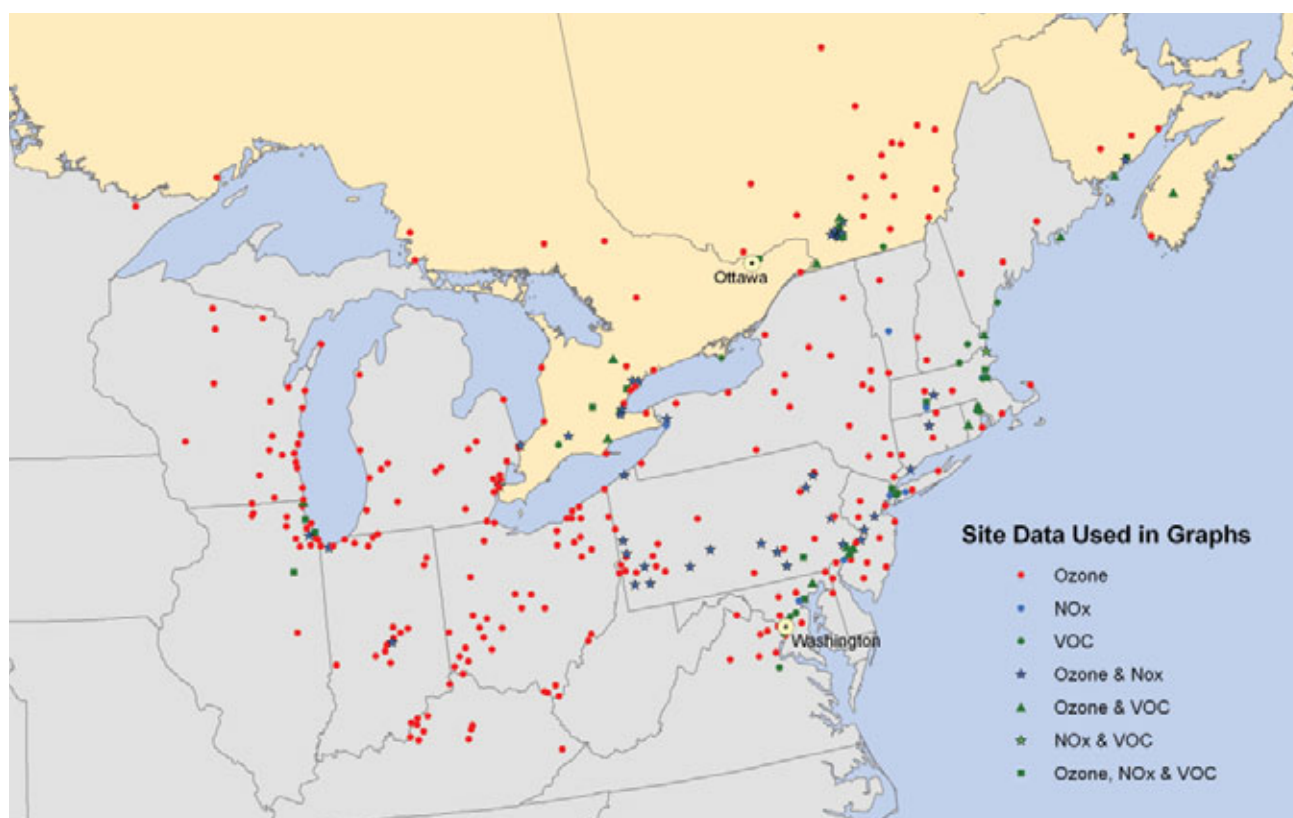 Ottawa
Site Data Used in Graphs
Ozone
NOx
VOC
Washington
Ozone & Nox
Ozone & VOC
NOx & VOC
Ozone, NOx & VOC